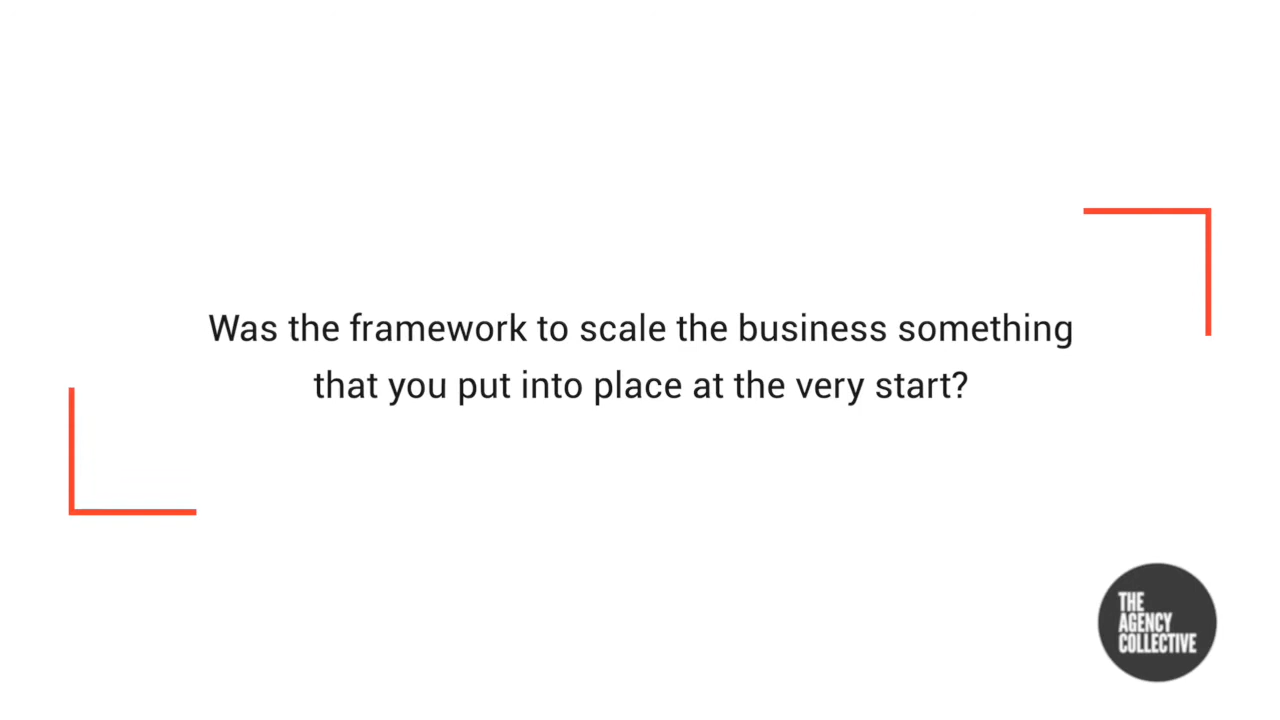 Was the framework to scale the business something
that you put into place at the very start?
THE
AGENCY
COLLECTIVE